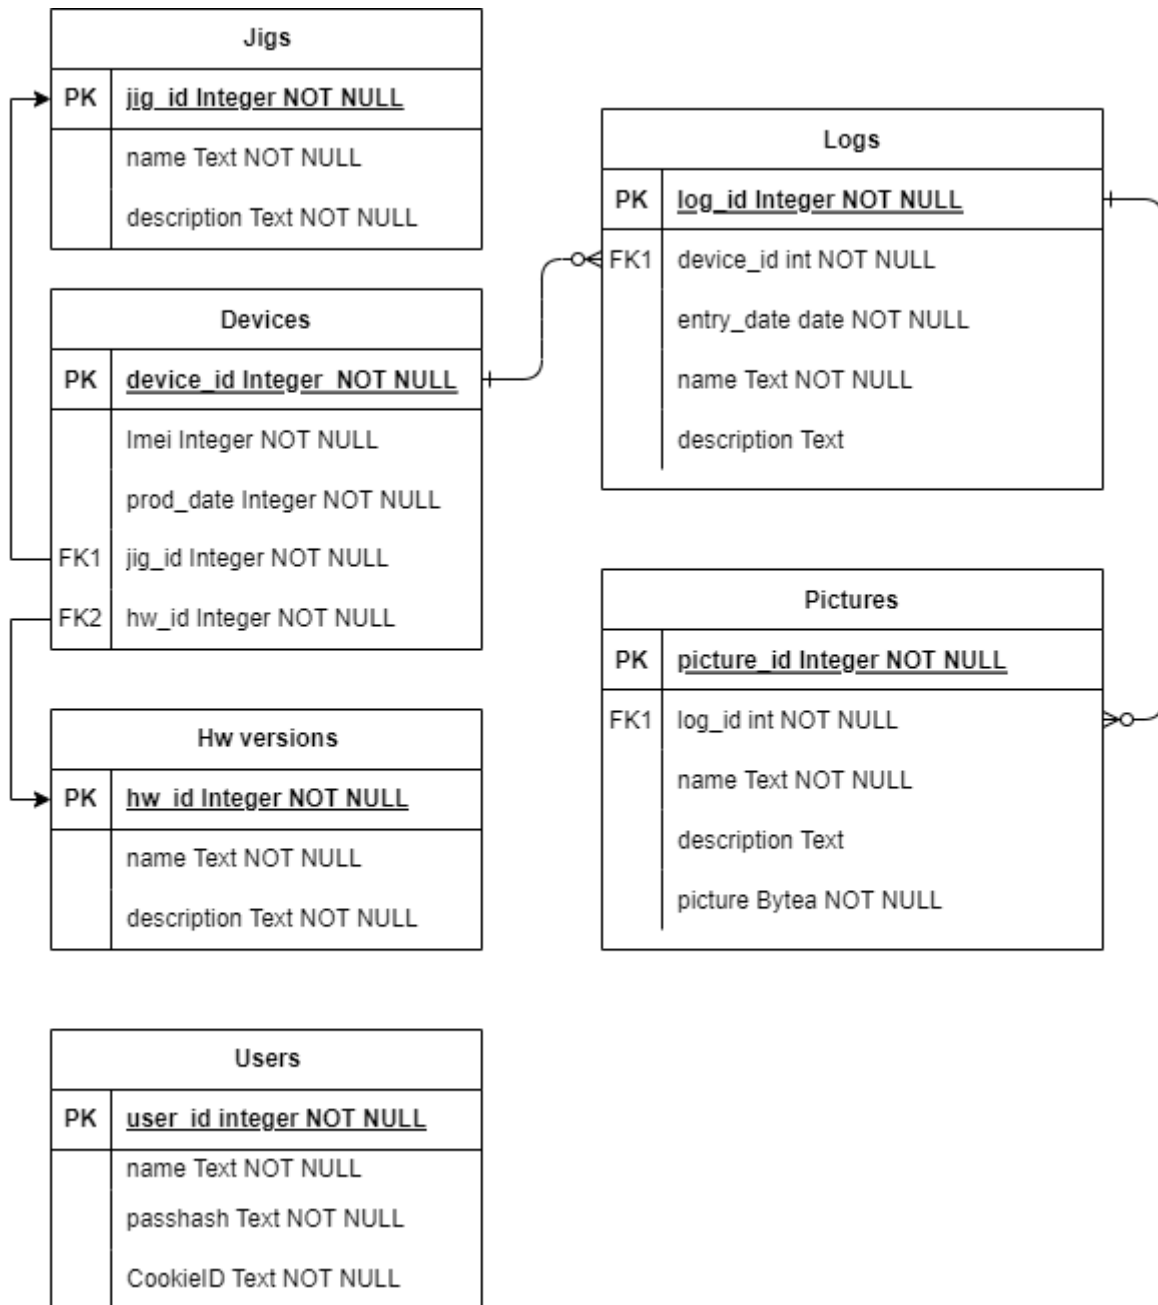 Jigs
PK jig_id Integer NOT NULL
name Text NOT NULL
description Text NOT NULL
Devices
PK device_id Integer  NOT NULL
Imei Integer NOT NULL
prod_date Integer NOT NULL
FK1 jig_id Integer NOT NULL
FK2 hw_id Integer NOT NULL
Hw versions
PK hw_id Integer NOT NULL
name Text NOT NULL
description Text NOT NULL
Users
PK user_id integer NOT NULL
name Text NOT NULL
passhash Text NOT NULL
CookieID Text NOT NULL
Logs
PK log_id Integer NOT NULL
FK1 device_id int NOT NULL
entry_date date NOT NULL
name Text NOT NULL
description Text
Pictures
PK picture_id Integer NOT NULL
FK1 log_id int NOT NULL
name Text NOT NULL
description Text
picture Bytea NOT NULL